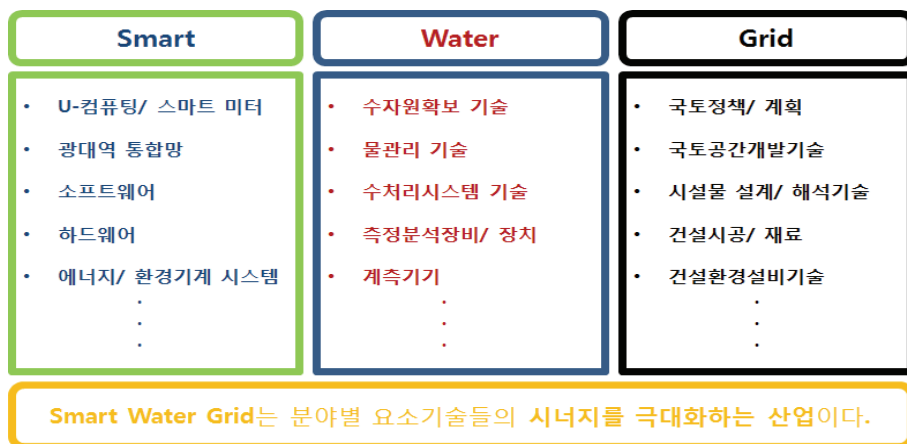 Smart
U-컴퓨팅/ 스마트 미터
광대역 통합망
소프트웨어
하드웨어
에너지/ 환경기계 시스템
Water
수자원확보 기술
물관리 기술
수처리시스템 기술
측정분석장비/ 장치
계측기기
Grid
국토정책/ 계획
국토공간개발기술
시설물 설계/ 해석기술
건설시공/ 재료
건설환경설비기술
Smart Water Grid는 분야별 요소기술들의 시너지를 극대화하는 산업이다.